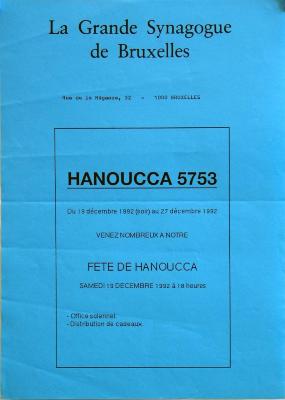 La Grande Synagogue
de Bruxelles
Rue de la Régence, 32 - 1000 BRUXELLES
HANOUCCA 5753
Du 19 décembre 1992 (soir) au 27 décembre 1992
VENEZ NOMBREUX A NOTRE
FETE DE HANOUCCA
SAMEDI 19 DECEMBRE 1992 à 18 heures
- Office solennel
- Distribution de cadeaux